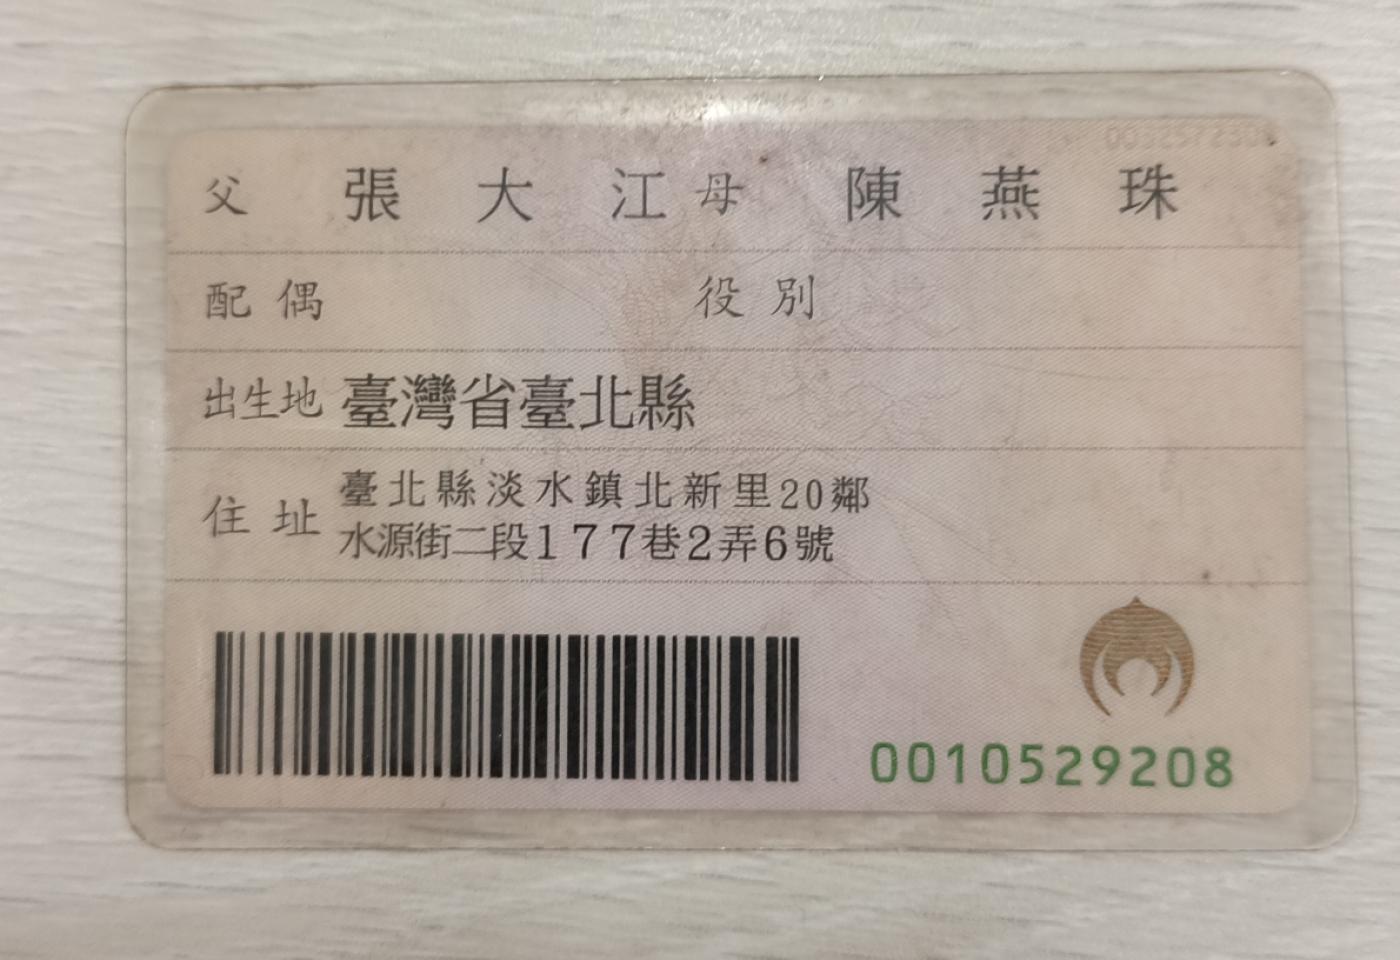 父 張大江 母 陳燕珠
配偶 役別
出生地 臺灣省臺北縣
住址 臺北縣淡水鎮北新里20鄰
水源街二段177巷2弄6號
0010529208